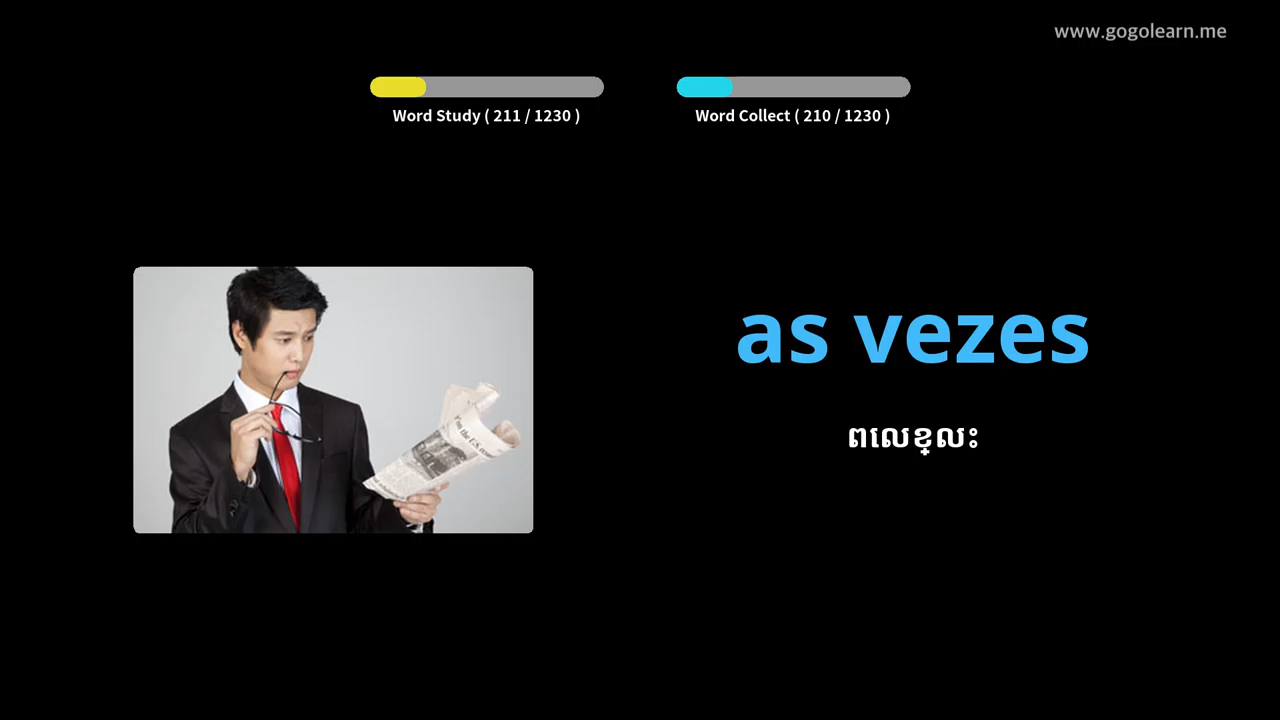 www.gogolearn.me
Word Study ( 211 / 1230 )
Word Collect ( 210 / 1230 )
as vezes
ពលេខ្លះ